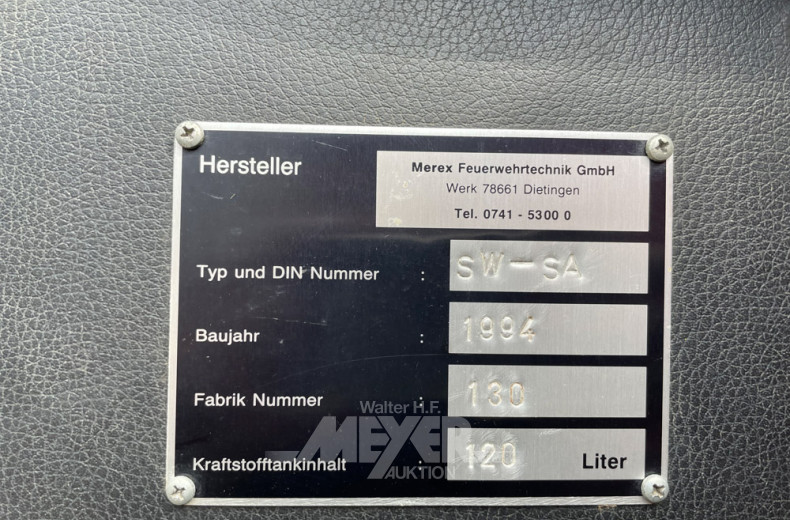 Hersteller
Merex Feuerwehrtechnik GmbH
Werk 78661 Dietingen
Tel. 0741 - 5300 0
Typ und DIN Nummer : SW-SA
Baujahr : 1994
Fabrik Nummer : 130
Walter H.F.
MEYER
AUKTION
Kraftstofftankinhalt : 120 Liter